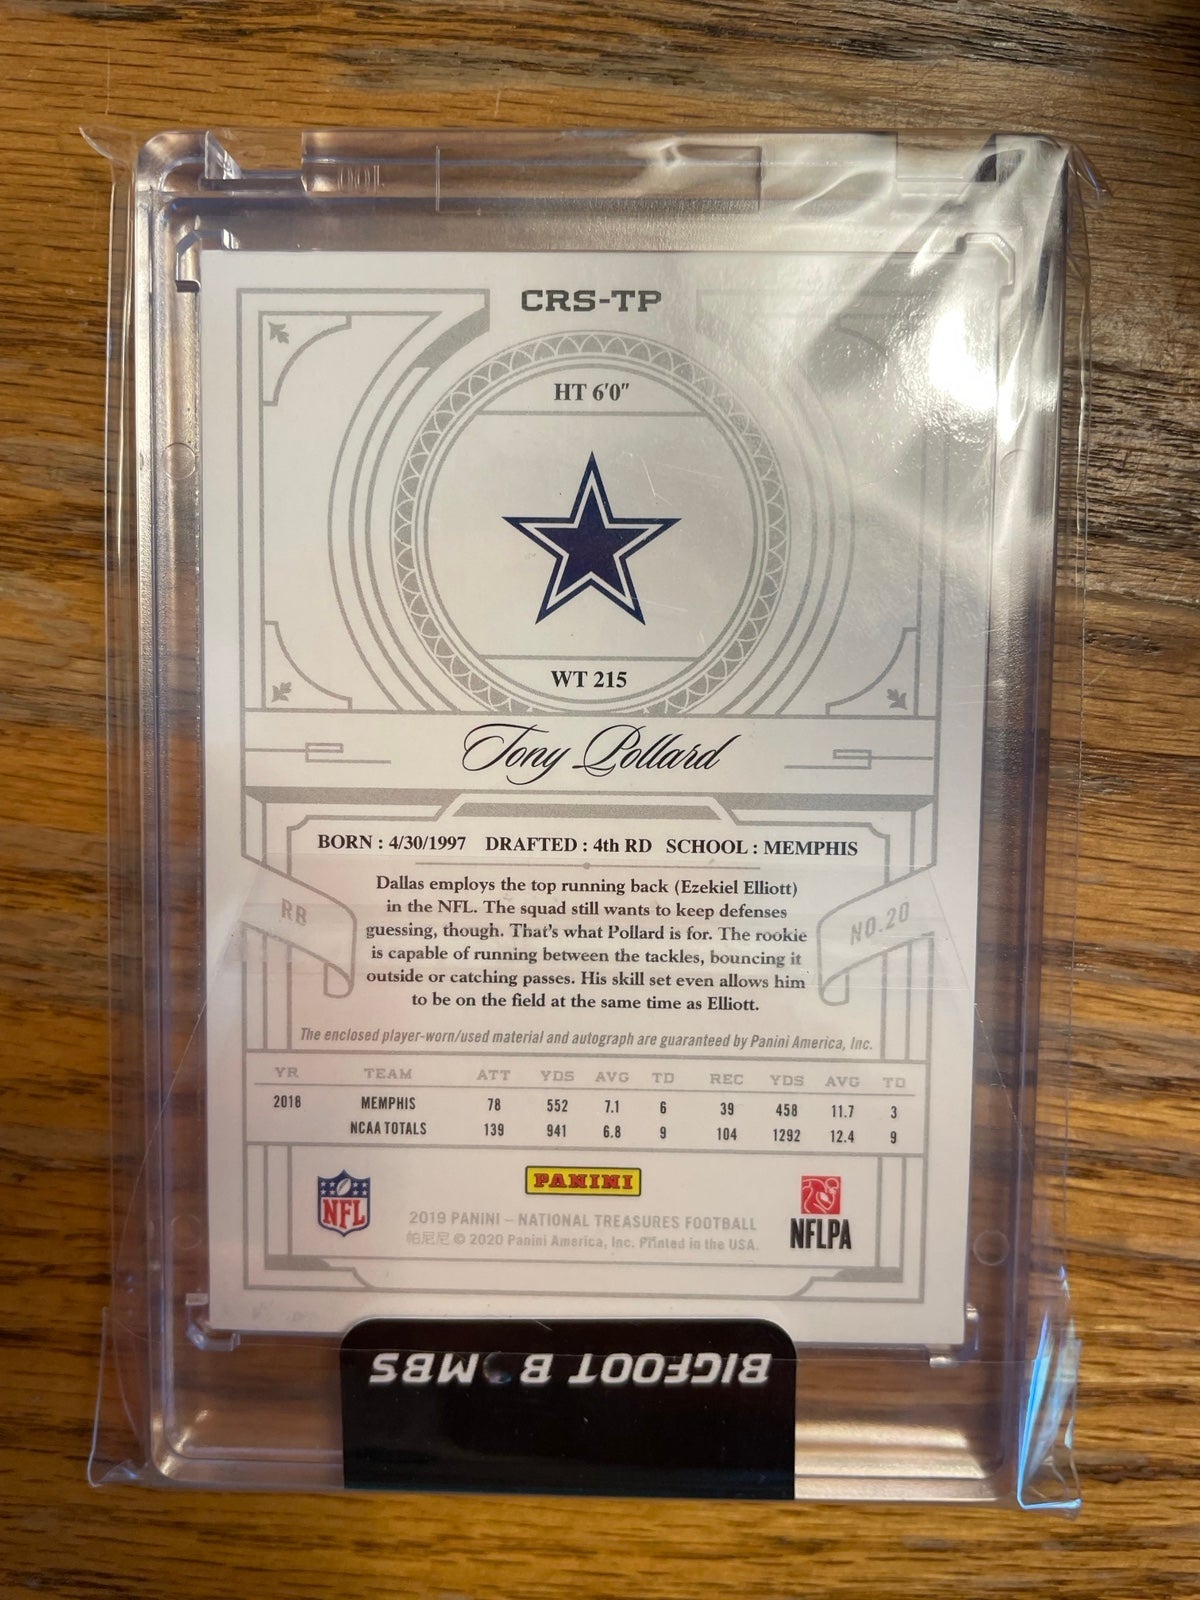 100
CRS-TP
HT 6'0"
WT 215
Tony Pollard
BORN : 4/30/1997 DRAFTED : 4th RD SCHOOL : MEMPHIS
RB
NO.20
Dallas employs the top running back (Ezekiel Elliott)
in the NFL. The squad still wants to keep defenses
guessing, though. That's what Pollard is for. The rookie
is capable of running between the tackles, bouncing it
outside or catching passes. His skill set even allows him
to be on the field at the same time as Elliott.
The enclosed player-worn/used material and autograph are guaranteed by Panini America, Inc.
YR TEAM ATT YDS AVG TD REC YDS AVG TD
2018 MEMPHIS 78 552 7.1 6 39 458 11.7 3
NCAA TOTALS 139 941 6.8 9 104 1292 12.4 9
NFL
PANINI
NFLPA
2019 PANINI – NATIONAL TREASURES FOOTBALL
帕尼尼 © 2020 Panini America, Inc. Printed in the USA.
BIGFOOT B MBS